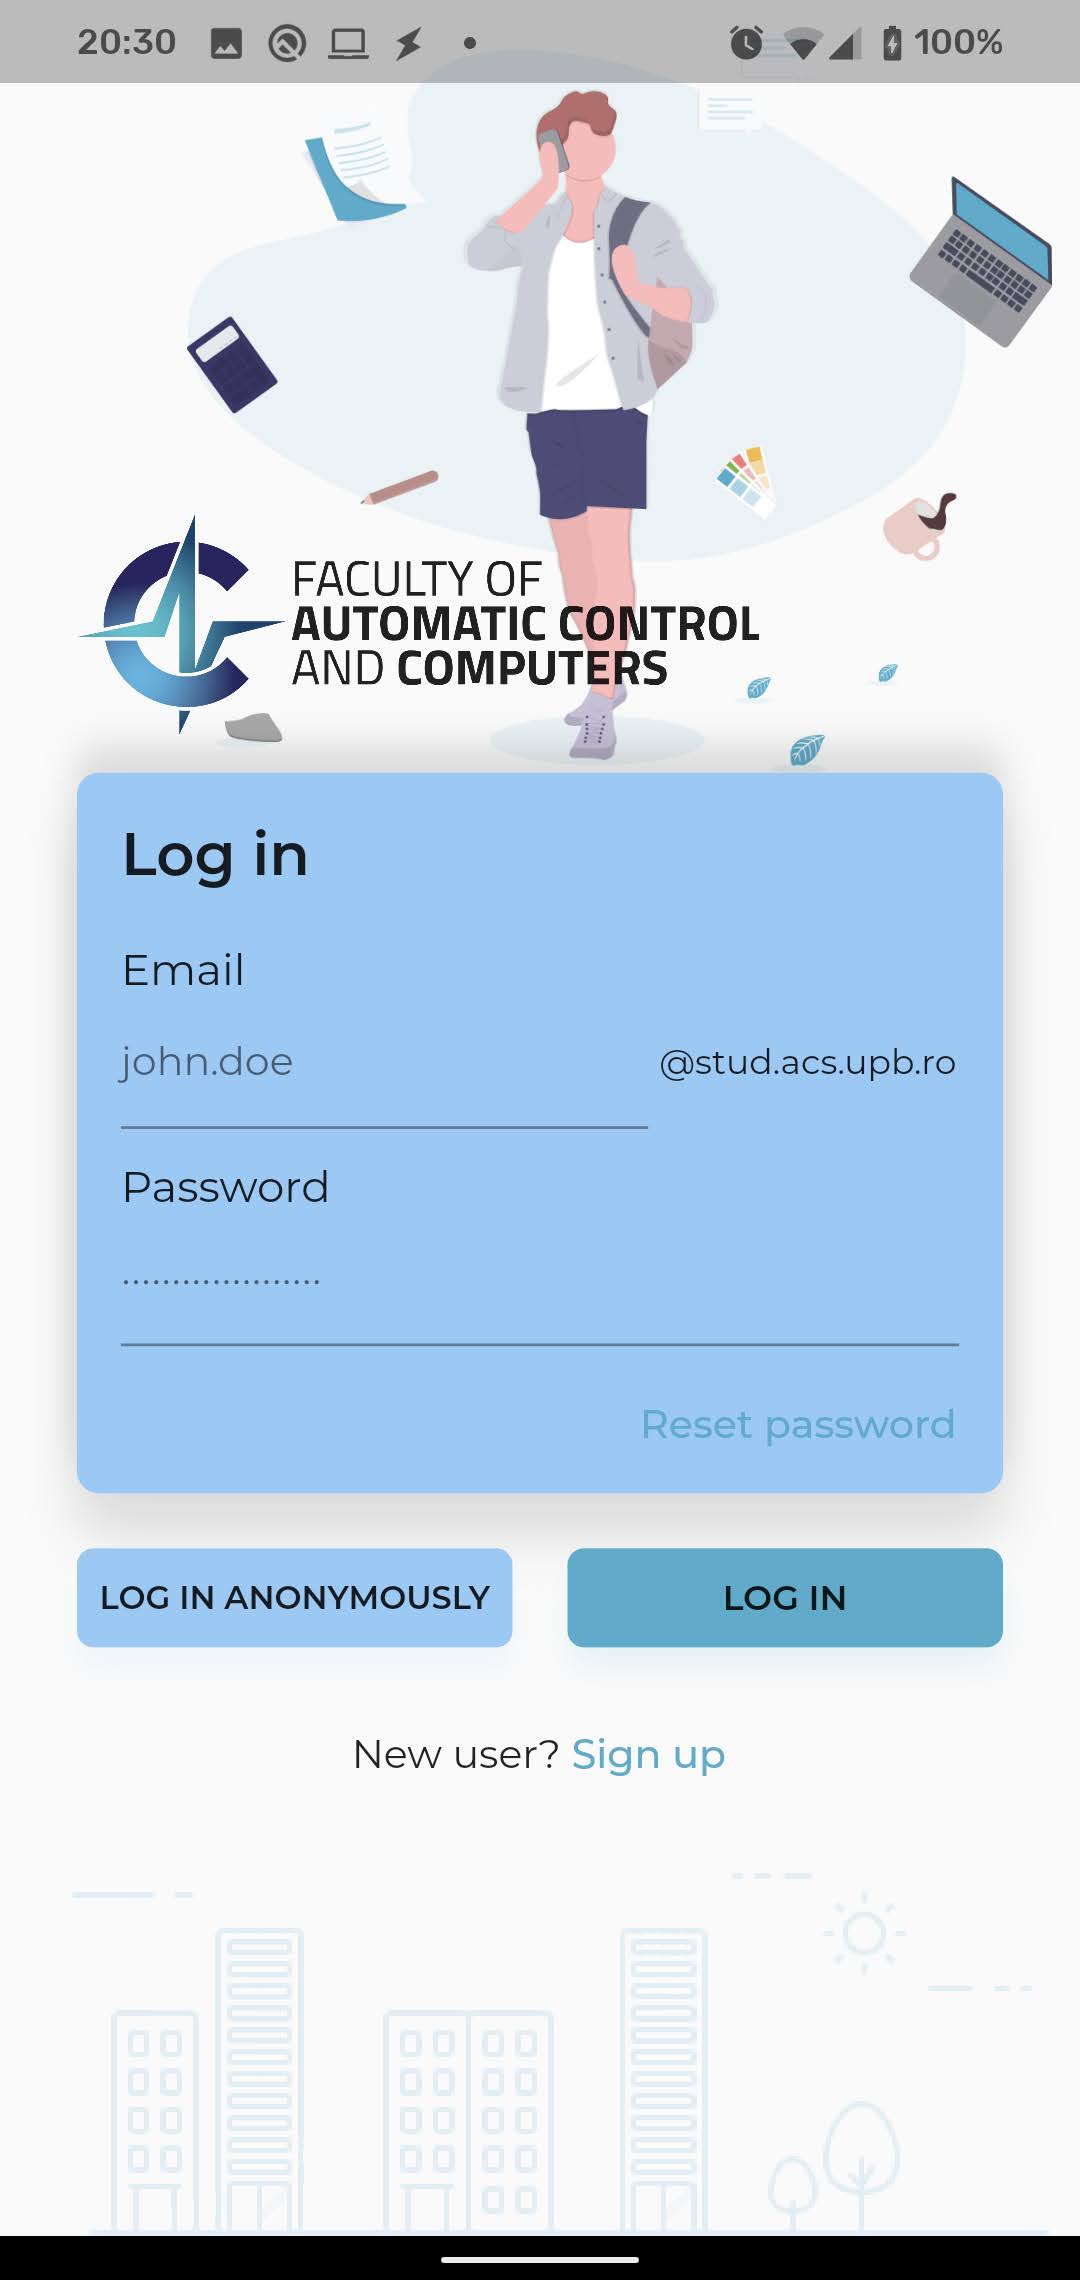 20:30
100%
FACULTY OF
AUTOMATIC CONTROL
AND COMPUTERS
Log in
Email
john.doe @stud.acs.upb.ro
Password
....................
Reset password
LOG IN ANONYMOUSLY
LOG IN
New user? Sign up